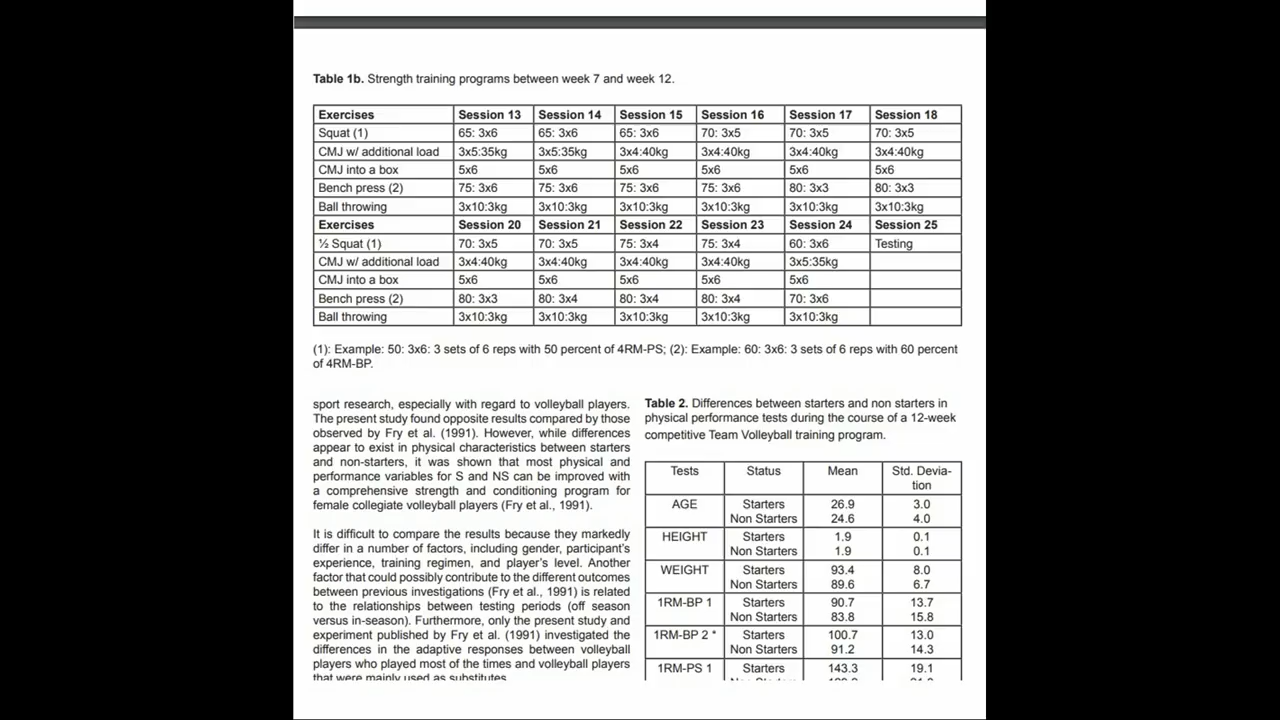 Table 1b. Strength training programs between week 7 and week 12.
Exercises Session 13 Session 14 Session 15 Session 16 Session 17 Session 18
Squat (1) 65: 3x6 65: 3x6 65: 3x6 70: 3x5 70: 3x5 70: 3x5
CMJ w/ additional load 3x5:35kg 3x5:35kg 3x4:40kg 3x4:40kg 3x4:40kg 3x4:40kg
CMJ into a box 5x6 5x6 5x6 5x6 5x6 5x6
Bench press (2) 75: 3x6 75: 3x6 75: 3x6 75: 3x6 80: 3x3 80: 3x3
Ball throwing 3x10:3kg 3x10:3kg 3x10:3kg 3x10:3kg 3x10:3kg 3x10:3kg
Exercises Session 20 Session 21 Session 22 Session 23 Session 24 Session 25
½ Squat (1) 70: 3x5 70: 3x5 75: 3x4 75: 3x4 60: 3x6 Testing
CMJ w/ additional load 3x4:40kg 3x4:40kg 3x4:40kg 3x4:40kg 3x5:35kg
CMJ into a box 5x6 5x6 5x6 5x6 5x6
Bench press (2) 80: 3x3 80: 3x4 80: 3x4 80: 3x4 70: 3x6
Ball throwing 3x10:3kg 3x10:3kg 3x10:3kg 3x10:3kg 3x10:3kg
(1): Example: 50: 3x6: 3 sets of 6 reps with 50 percent of 4RM-PS; (2): Example: 60: 3x6: 3 sets of 6 reps with 60 percent
of 4RM-BP.
sport research, especially with regard to volleyball players.
The present study found opposite results compared by those
observed by Fry et al. (1991). However, while differences
appear to exist in physical characteristics between starters
and non-starters, it was shown that most physical and
performance variables for S and NS can be improved with
a comprehensive strength and conditioning program for
female collegiate volleyball players (Fry et al., 1991).
It is difficult to compare the results because they markedly
differ in a number of factors, including gender, participant's
experience, training regimen, and player's level. Another
factor that could possibly contribute to the different outcomes
between previous investigations (Fry et al., 1991) is related
to the relationships between testing periods (off season
versus in-season). Furthermore, only the present study and
experiment published by Fry et al. (1991) investigated the
differences in the adaptive responses between volleyball
players who played most of the times and volleyball players
that were mainly used as substitutes.
Table 2. Differences between starters and non starters in
physical performance tests during the course of a 12-week
competitive Team Volleyball training program.
Tests Status Mean Std. Devia-
tion
AGE Starters 26.9 3.0
Non Starters 24.6 4.0
HEIGHT Starters 1.9 0.1
Non Starters 1.9 0.1
WEIGHT Starters 93.4 8.0
Non Starters 89.6 6.7
1RM-BP 1 Starters 90.7 13.7
Non Starters 83.8 15.8
1RM-BP 2 * Starters 100.7 13.0
Non Starters 91.2 14.3
1RM-PS 1 Starters 143.3 19.1